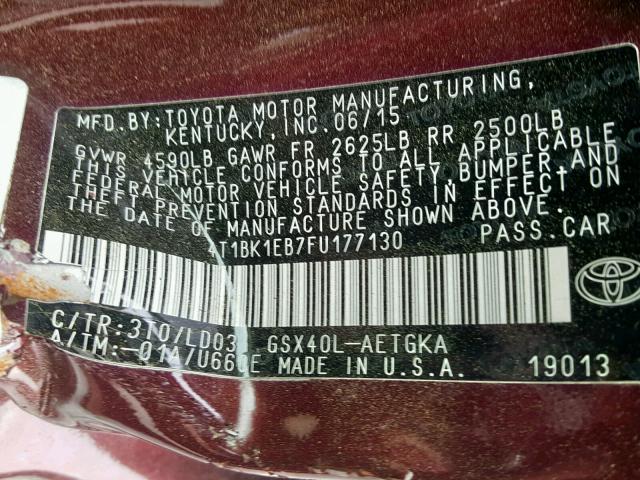 MFD.BY:TOYOTA MOTOR MANUFACTURING,
KENTUCKY, INC.06/15
GVWR 4590LB GAWR FR 2625LB RR 2500LB
THIS VEHICLE CONFORMS TO ALL APPLICABLE
FEDERAL MOTOR VEHICLE SAFETY,BUMPER,AND
THEFT PREVENTION STANDARDS IN EFFECT ON
THE DATE OF MANUFACTURE SHOWN ABOVE.
4T1BK1EB7FU177130 PASS.CAR
C/TR:3T0/LD03 GSX40L-AETGKA
A/TM:-01A/U660E MADE IN U.S.A. 19013